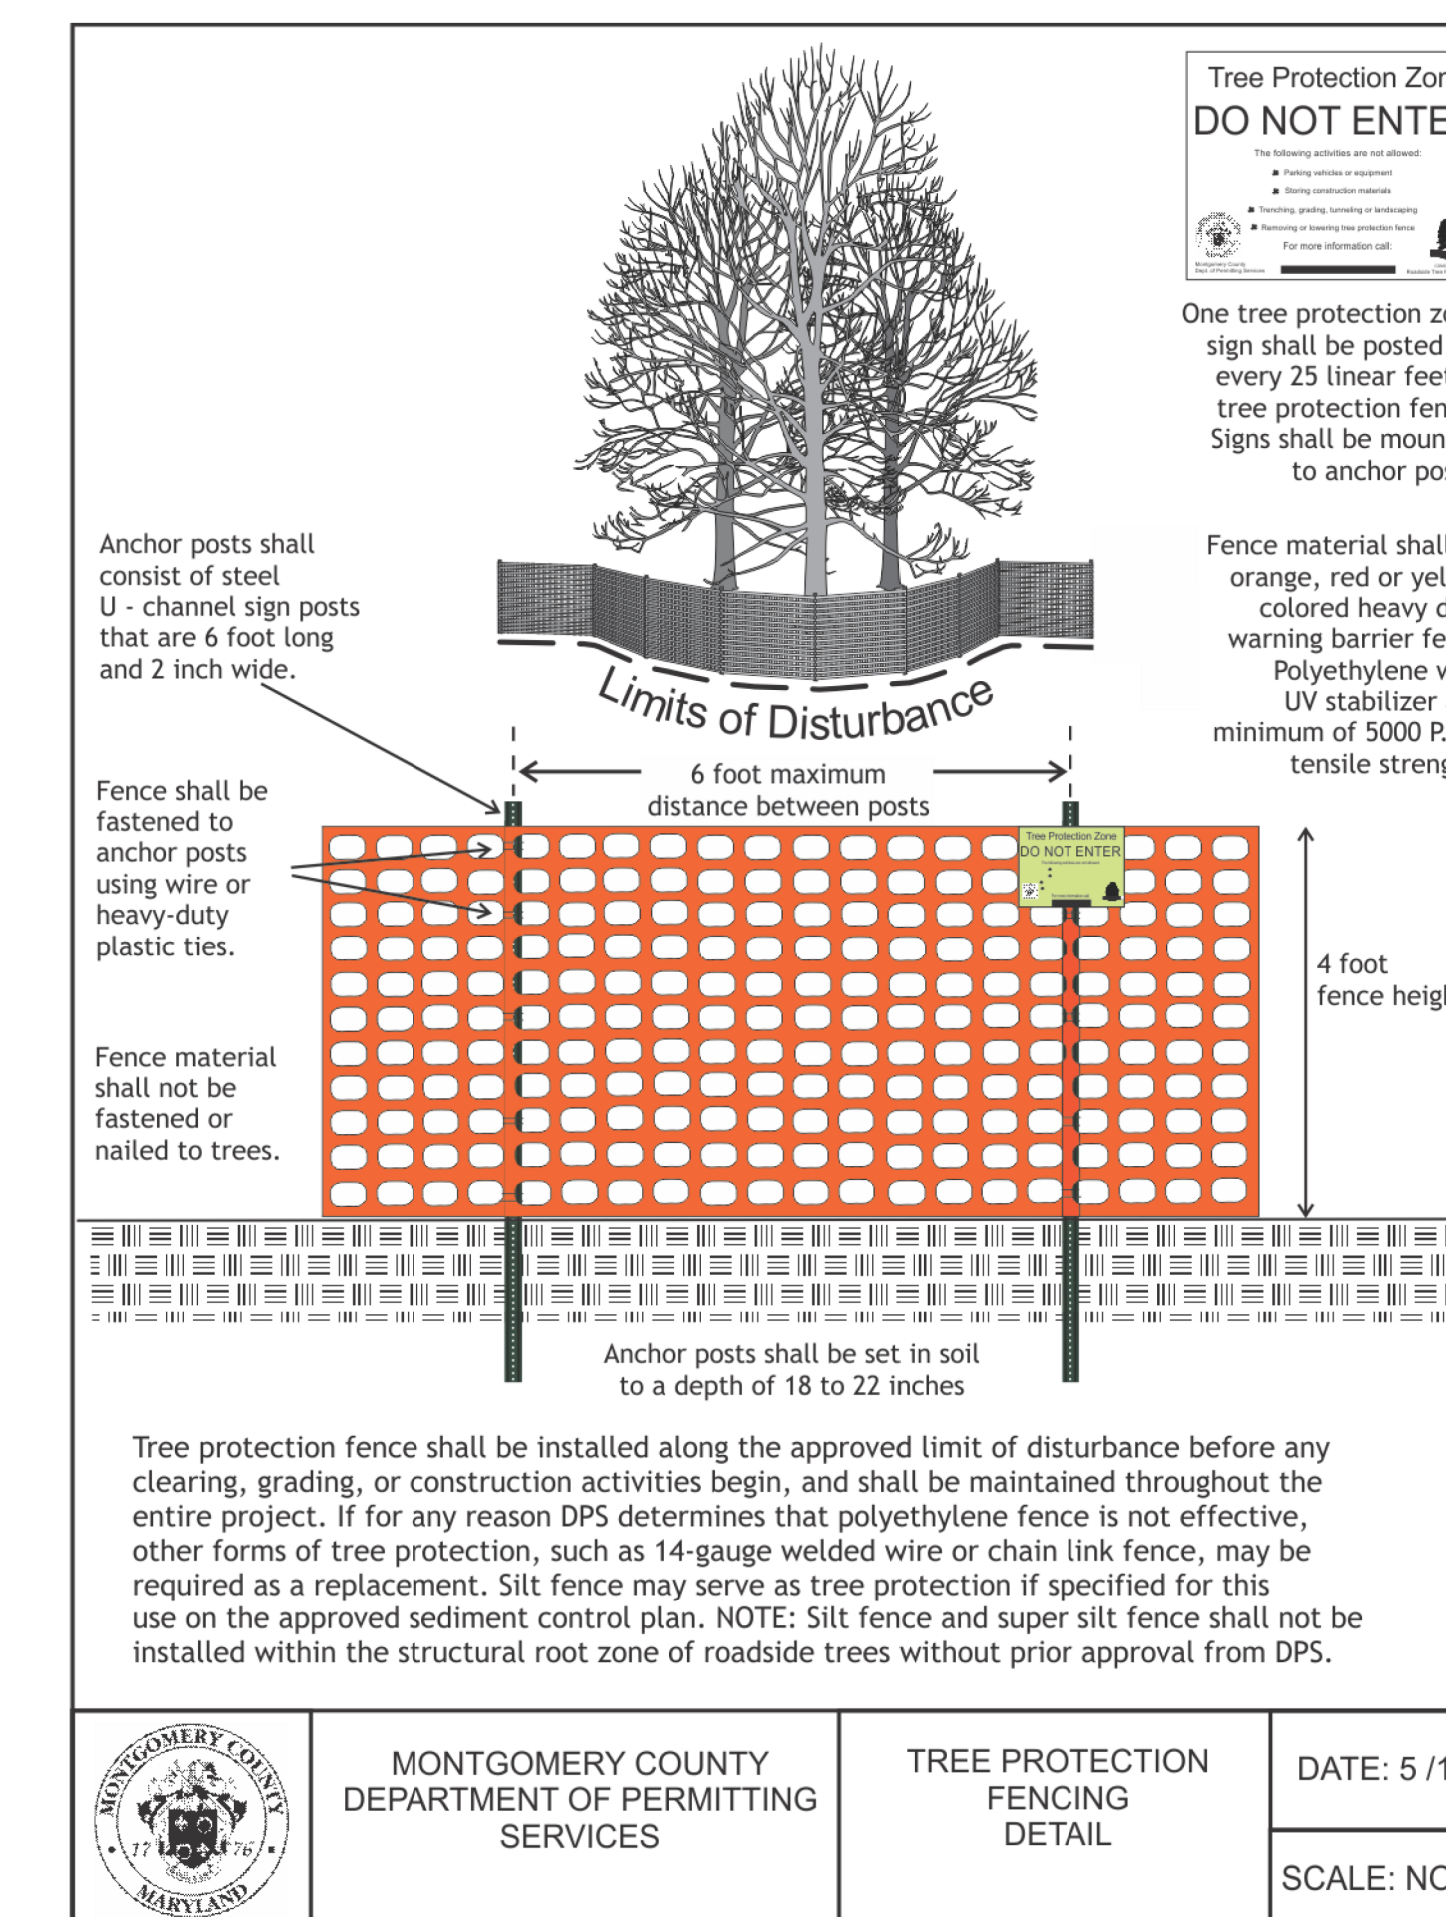 Tree Protection Zon
DO NOT ENTE
The following activities are not allowed:
Parking vehicles or equipment
Storing construction materials
Trenching, grading, tunneling or landscaping
Removing or lowering tree protection fence
For more information call:
Montgomery County
Dept. of Permitting Services
Roadside Tree
One tree protection zo
sign shall be posted
every 25 linear feet
tree protection fen
Signs shall be moun
to anchor pos
Anchor posts shall
consist of steel
U - channel sign posts
that are 6 foot long
and 2 inch wide.
Fence material shall
orange, red or yel
colored heavy d
warning barrier fe
Polyethylene w
UV stabilizer
minimum of 5000 P.
tensile streng
Limits of Disturbance
6 foot maximum
distance between posts
Fence shall be
fastened to
anchor posts
using wire or
heavy-duty
plastic ties.
Tree Protection Zone
DO NOT ENTER
4 foot
fence heigh
Fence material
shall not be
fastened or
nailed to trees.
Anchor posts shall be set in soil
to a depth of 18 to 22 inches
Tree protection fence shall be installed along the approved limit of disturbance before any
clearing, grading, or construction activities begin, and shall be maintained throughout the
entire project. If for any reason DPS determines that polyethylene fence is not effective,
other forms of tree protection, such as 14-gauge welded wire or chain link fence, may be
required as a replacement. Silt fence may serve as tree protection if specified for this
use on the approved sediment control plan. NOTE: Silt fence and super silt fence shall not be
installed within the structural root zone of roadside trees without prior approval from DPS.
MONTGOMERY COUNTY
17 76
MARYLAND
MONTGOMERY COUNTY
DEPARTMENT OF PERMITTING
SERVICES
TREE PROTECTION
FENCING
DETAIL
DATE: 5 /1
SCALE: NO